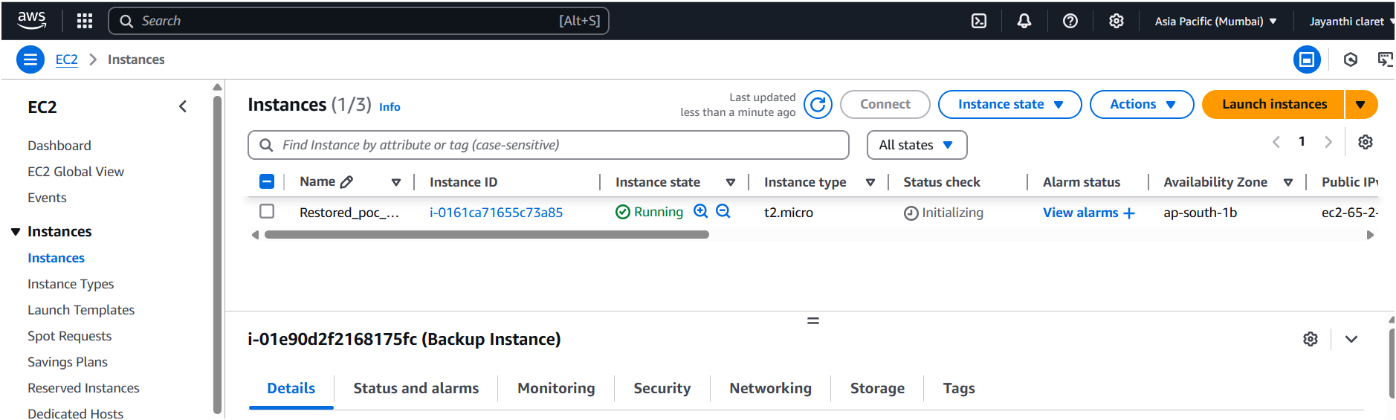 aws
Search [Alt+S]
Asia Pacific (Mumbai) Jayanthi claret
EC2 Instances
EC2
Dashboard
EC2 Global View
Events
Instances
Instances
Instance Types
Launch Templates
Spot Requests
Savings Plans
Reserved Instances
Dedicated Hosts
Instances (1/3) Info
Last updated
less than a minute ago
Connect Instance state Actions Launch instances
Find Instance by attribute or tag (case-sensitive) All states 1
Name Instance ID Instance state Instance type Status check Alarm status Availability Zone Public IPv
Restored_poc_... i-0161ca71655c73a85 Running t2.micro Initializing View alarms + ap-south-1b ec2-65-2-
i-01e90d2f2168175fc (Backup Instance)
Details Status and alarms Monitoring Security Networking Storage Tags